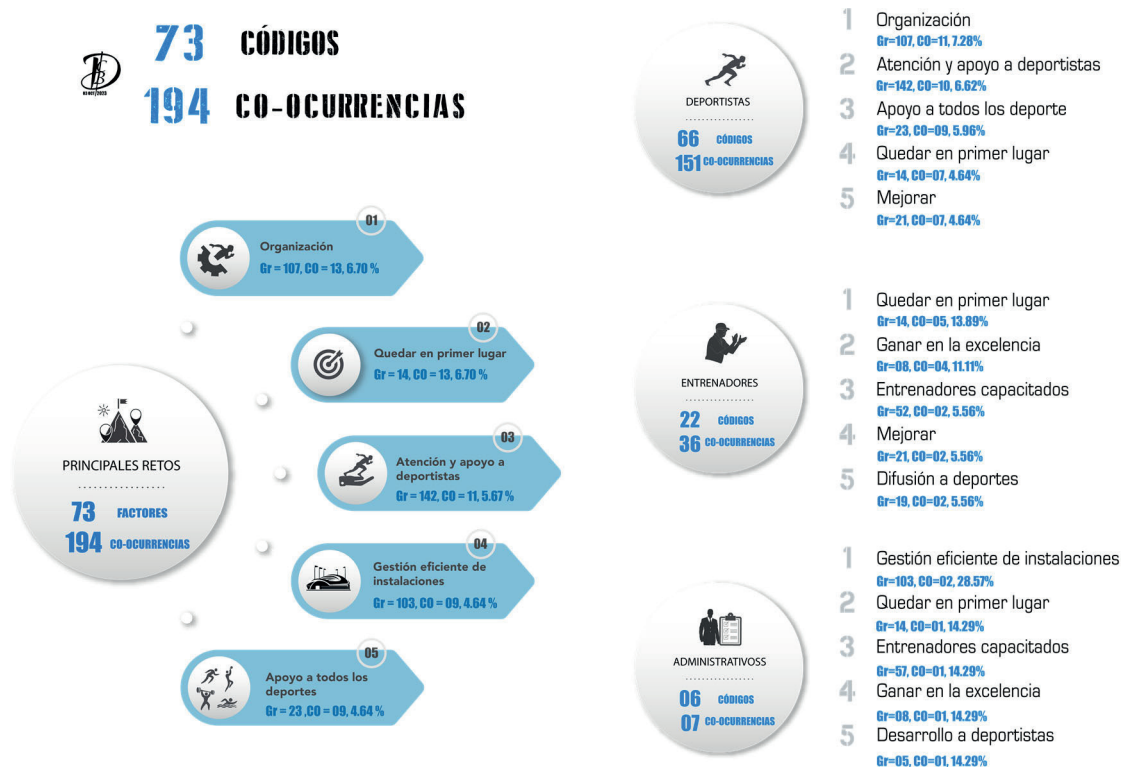 73 CÓDIGOS
194 CO-OCURRENCIAS
01
Organización
Gr = 107, CO = 13, 6.70 %
02
Quedar en primer lugar
Gr = 14, CO = 13, 6.70 %
03
Atención y apoyo a
deportistas
Gr = 142, CO = 11, 5.67 %
04
Gestión eficiente de
instalaciones
Gr = 103, CO = 09, 4.64 %
05
Apoyo a todos los
deportes
Gr = 23 ,CO = 09, 4.64 %
PRINCIPALES RETOS
73 FACTORES
194 CO-OCURRENCIAS
DEPORTISTAS
66 CÓDIGOS
151 CO-OCURRENCIAS
1 Organización
Gr=107, CO=11, 7.28%
2 Atención y apoyo a deportistas
Gr=142, CO=10, 6.62%
3 Apoyo a todos los deporte
Gr=23, CO=09, 5.96%
4 Quedar en primer lugar
Gr=14, CO=07, 4.64%
5 Mejorar
Gr=21, CO=07, 4.64%
ENTRENADORES
22 CÓDIGOS
36 CO-OCURRENCIAS
1 Quedar en primer lugar
Gr=14, CO=05, 13.89%
2 Ganar en la excelencia
Gr=08, CO=04, 11.11%
3 Entrenadores capacitados
Gr=52, CO=02, 5.56%
4 Mejorar
Gr=21, CO=02, 5.56%
5 Difusión a deportes
Gr=19, CO=02, 5.56%
ADMINISTRATIVOSS
06 CÓDIGOS
07 CO-OCURRENCIAS
1 Gestión eficiente de instalaciones
Gr=103, CO=02, 28.57%
2 Quedar en primer lugar
Gr=14, CO=01, 14.29%
3 Entrenadores capacitados
Gr=57, CO=01, 14.29%
4 Ganar en la excelencia
Gr=08, CO=01, 14.29%
5 Desarrollo a deportistas
Gr=05, CO=01, 14.29%